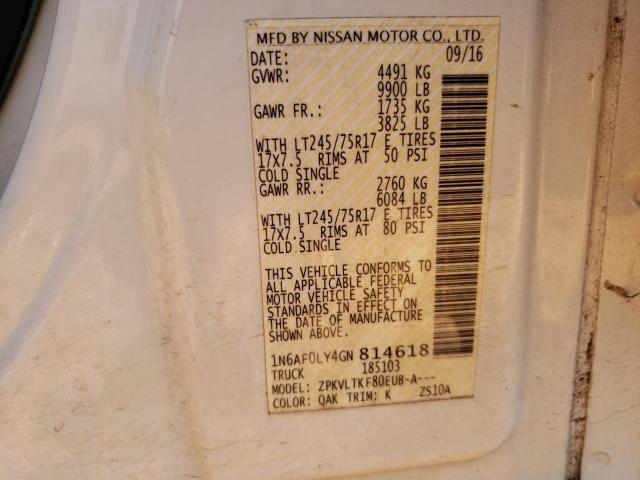 MFD BY NISSAN MOTOR CO., LTD.
DATE: 09/16
GVWR: 4491 KG
9900 LB
GAWR FR.: 1735 KG
3825 LB
WITH LT245/75R17 E TIRES
17X7.5 RIMS AT 50 PSI
COLD SINGLE
GAWR RR.: 2760 KG
6084 LB
WITH LT245/75R17 E TIRES
17X7.5 RIMS AT 80 PSI
COLD SINGLE
THIS VEHICLE CONFORMS TO
ALL APPLICABLE FEDERAL
MOTOR VEHICLE SAFETY
STANDARDS IN EFFECT ON
THE DATE OF MANUFACTURE
SHOWN ABOVE.
1N6AF0LY4GN 814618
TRUCK 185103
MODEL: ZPKVLTKF80EUB-A---
COLOR: QAK TRIM: K ZS10A